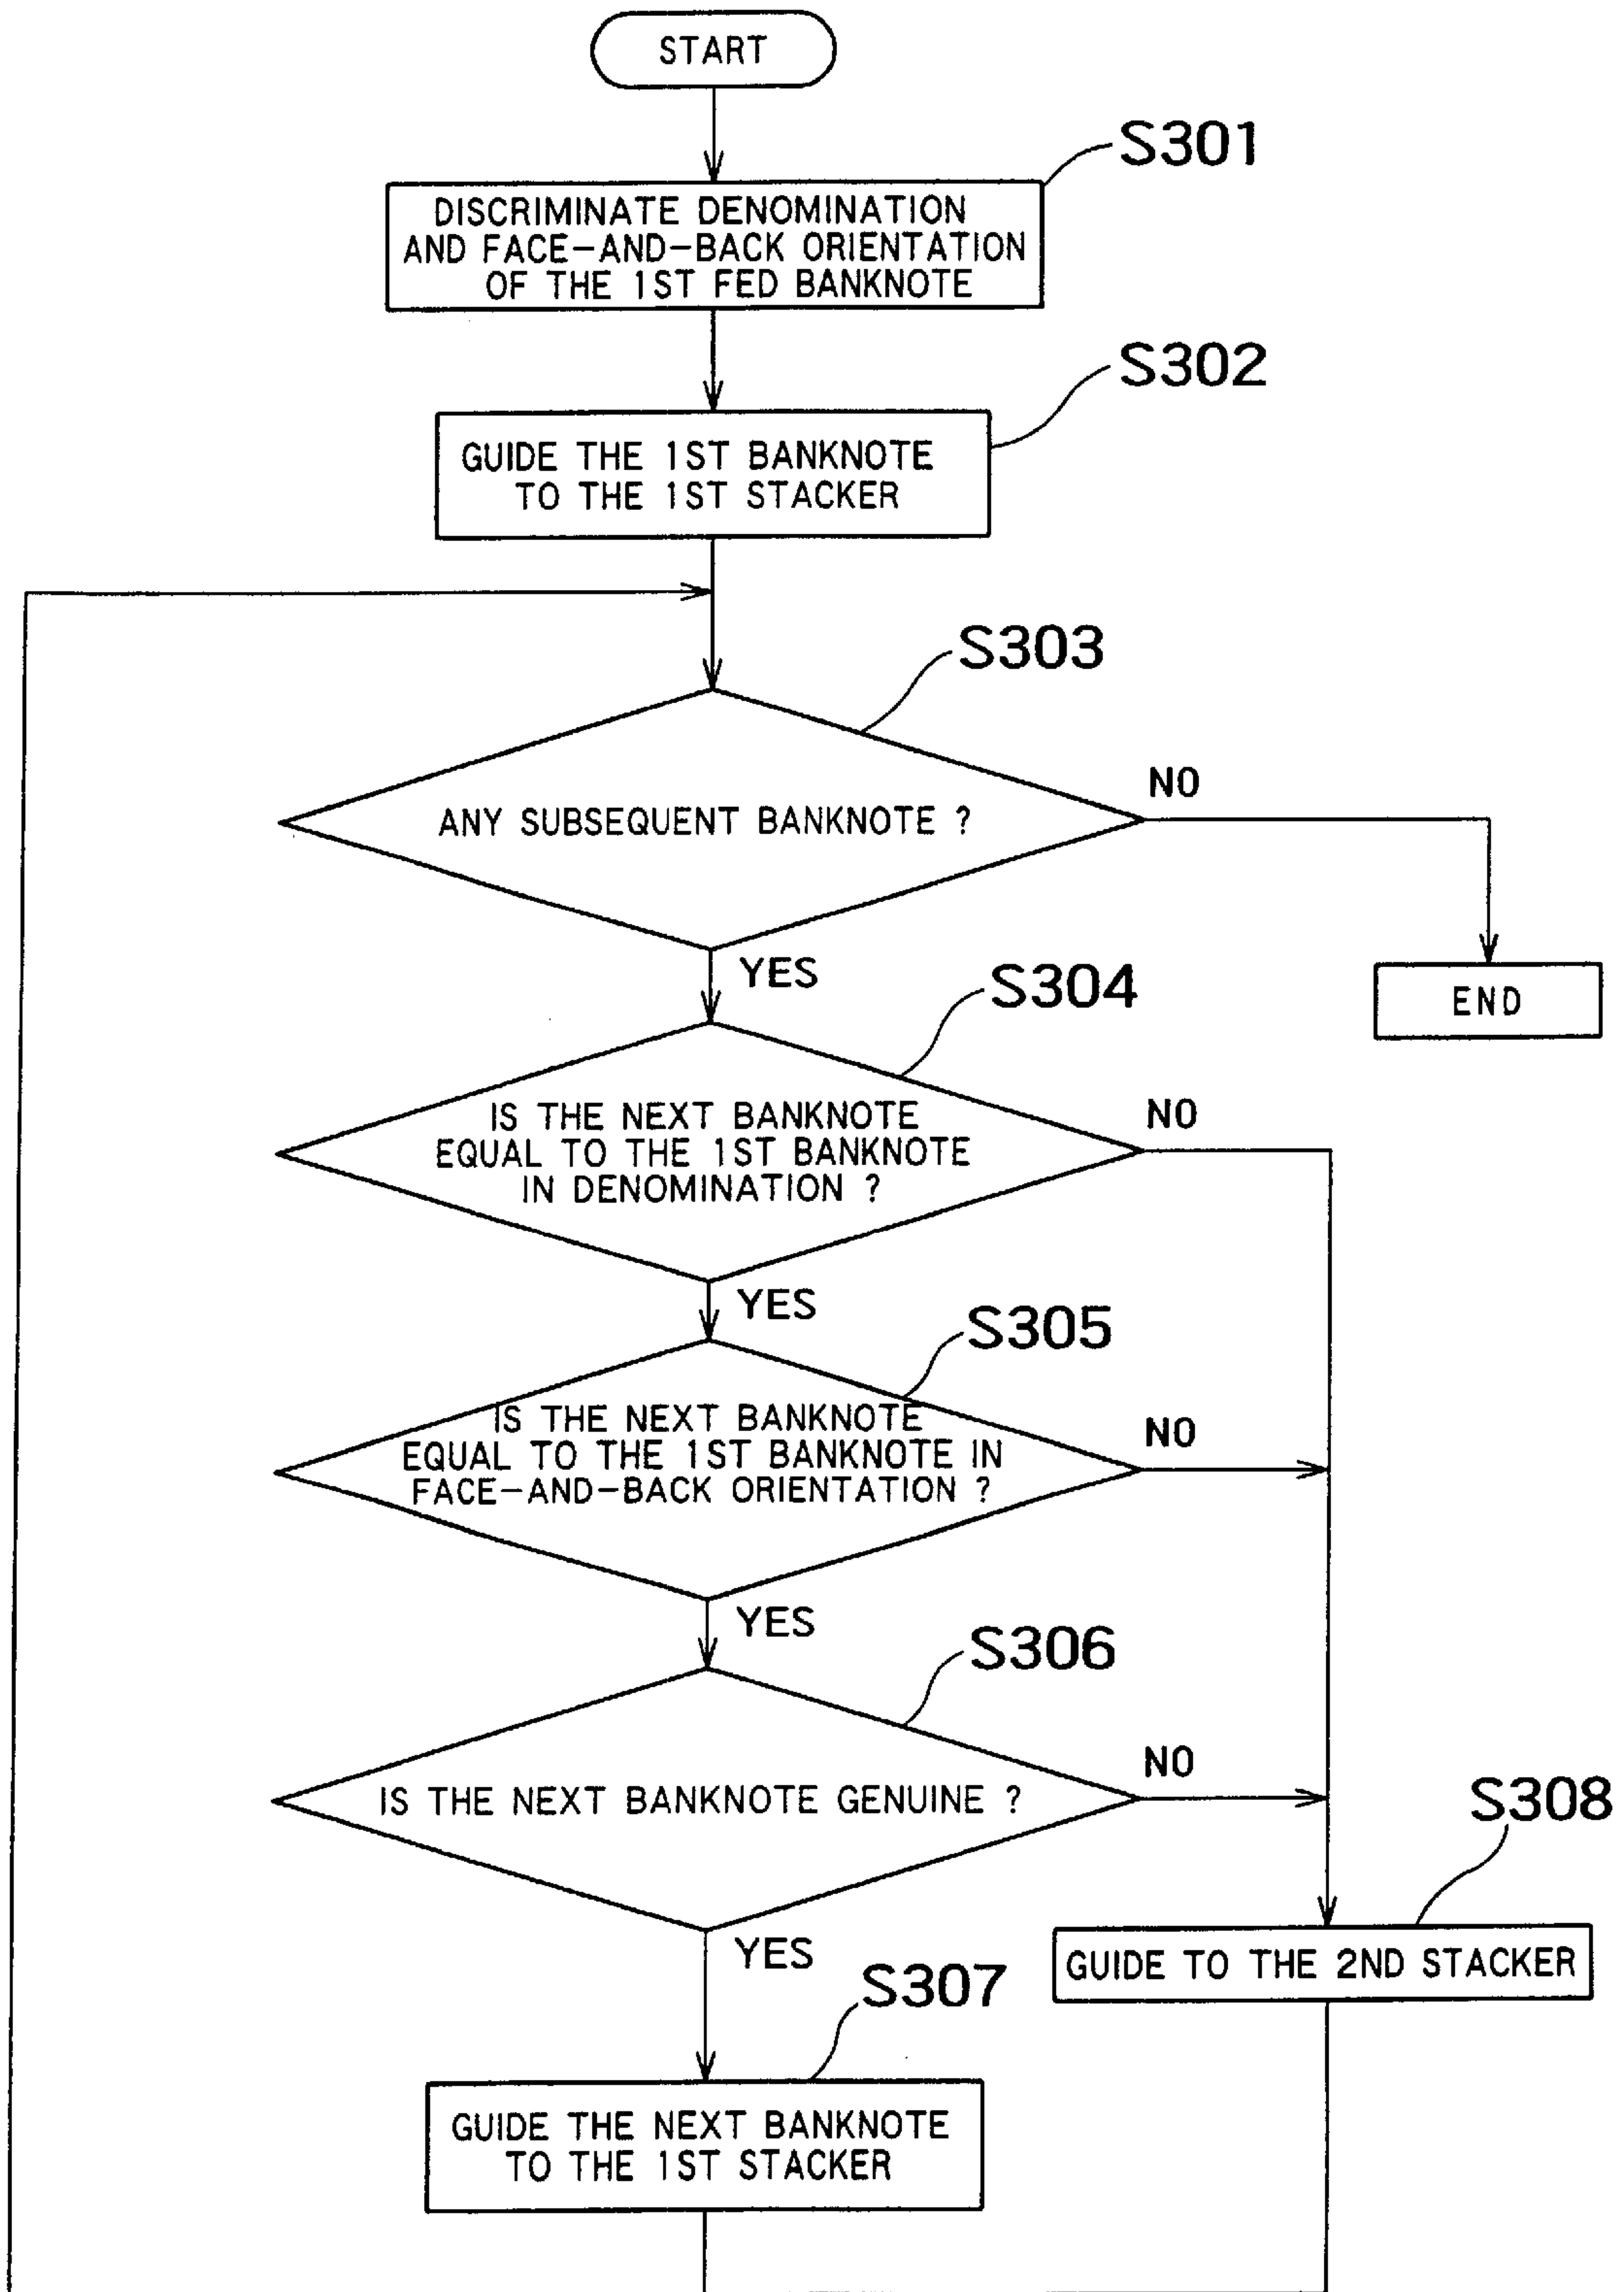 START
S301
DISCRIMINATE DENOMINATION
AND FACE-AND-BACK ORIENTATION
OF THE 1ST FED BANKNOTE
S302
GUIDE THE 1ST BANKNOTE
TO THE 1ST STACKER
S303
ANY SUBSEQUENT BANKNOTE ?
NO
YES
END
S304
IS THE NEXT BANKNOTE
EQUAL TO THE 1ST BANKNOTE
IN DENOMINATION ?
NO
YES
S305
IS THE NEXT BANKNOTE
EQUAL TO THE 1ST BANKNOTE IN
FACE-AND-BACK ORIENTATION ?
NO
YES
S306
IS THE NEXT BANKNOTE GENUINE ?
NO
YES
S308
GUIDE TO THE 2ND STACKER
S307
GUIDE THE NEXT BANKNOTE
TO THE 1ST STACKER